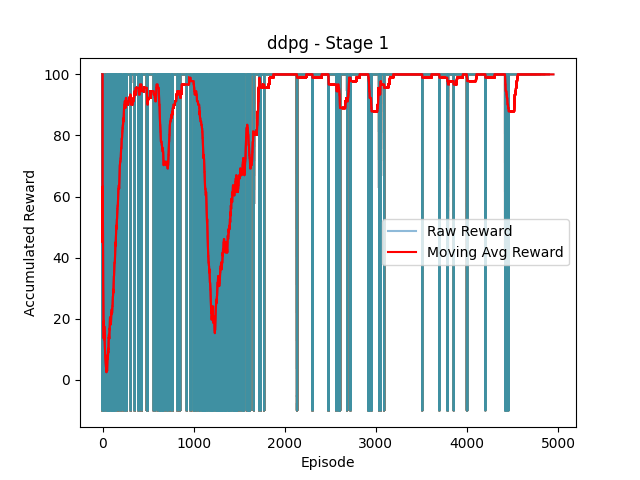 ddpg - Stage 1
Accumulated Reward
100
80
60
40
20
0
Raw Reward
Moving Avg Reward
0
1000
2000
3000
4000
5000
Episode